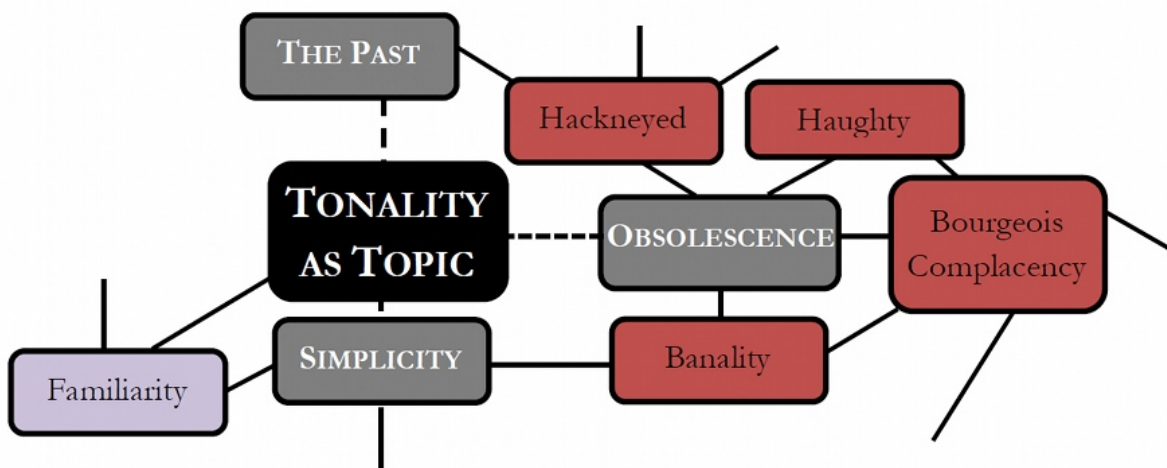 THE PAST
Hackneyed
Haughty
TONALITY
AS TOPIC
OBSOLESCENCE
Bourgeois
Complacency
Familiarity
SIMPLICITY
Banality